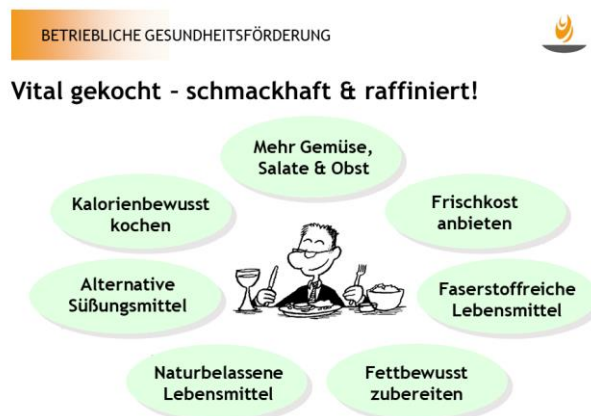 BETRIEBLICHE GESUNDHEITSFÖRDERUNG
Vital gekocht – schmackhaft & raffiniert!
Mehr Gemüse,
Salate & Obst
Kalorienbewusst
kochen
Frischkost
anbieten
Alternative
Süßungsmittel
Faserstoffreiche
Lebensmittel
Naturbelassene
Lebensmittel
Fettbewusst
zubereiten